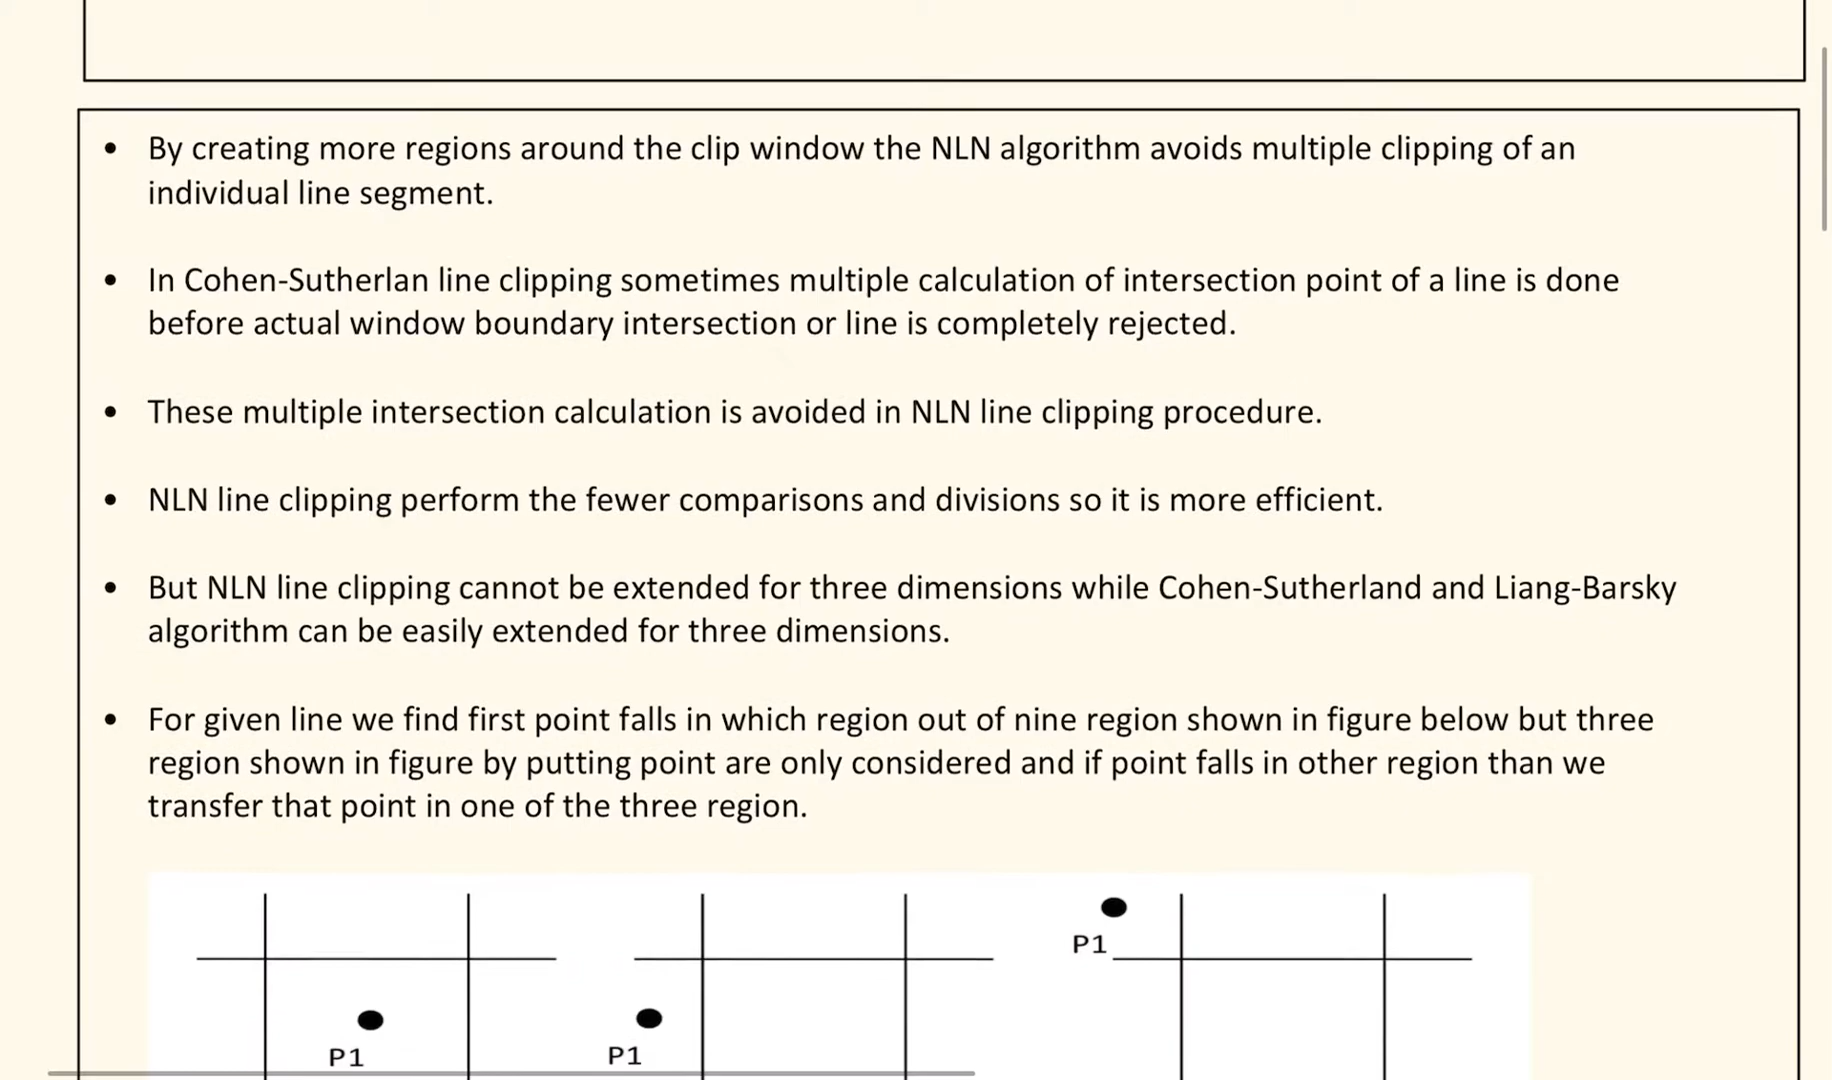 • By creating more regions around the clip window the NLN algorithm avoids multiple clipping of an
individual line segment.
• In Cohen-Sutherlan line clipping sometimes multiple calculation of intersection point of a line is done
before actual window boundary intersection or line is completely rejected.
• These multiple intersection calculation is avoided in NLN line clipping procedure.
• NLN line clipping perform the fewer comparisons and divisions so it is more efficient.
• But NLN line clipping cannot be extended for three dimensions while Cohen-Sutherland and Liang-Barsky
algorithm can be easily extended for three dimensions.
• For given line we find first point falls in which region out of nine region shown in figure below but three
region shown in figure by putting point are only considered and if point falls in other region than we
transfer that point in one of the three region.
P1
P1
P1